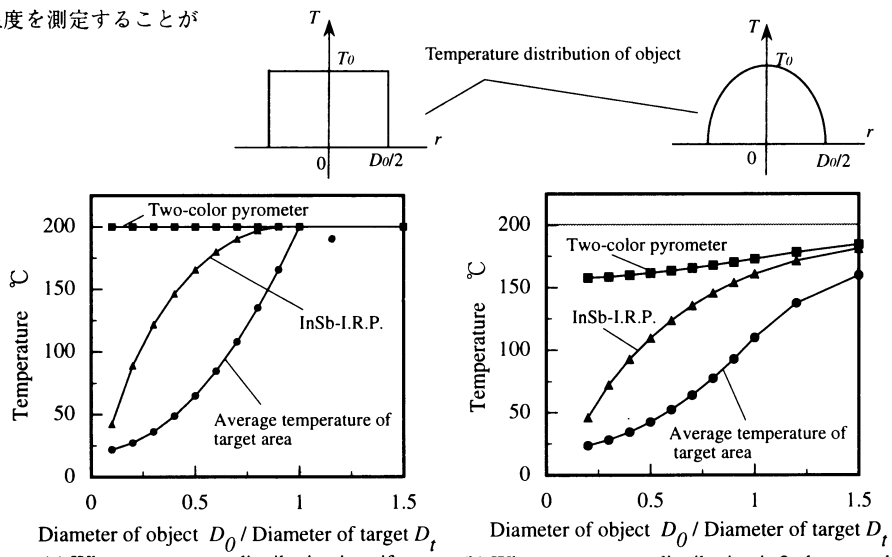 度を測定することが
T
T0
Temperature distribution of object
0
D0/2
r
T
T0
0
D0/2
r
200
150
100
50
0
Temperature ℃
Two-color pyrometer
InSb-I.R.P.
Average temperature of
target area
0
0.5
1
1.5
Diameter of object D0 / Diameter of target Dt
200
150
100
50
0
Temperature ℃
Two-color pyrometer
InSb-I.R.P.
Average temperature of
target area
0
0.5
1
1.5
Diameter of object D0 / Diameter of target Dt